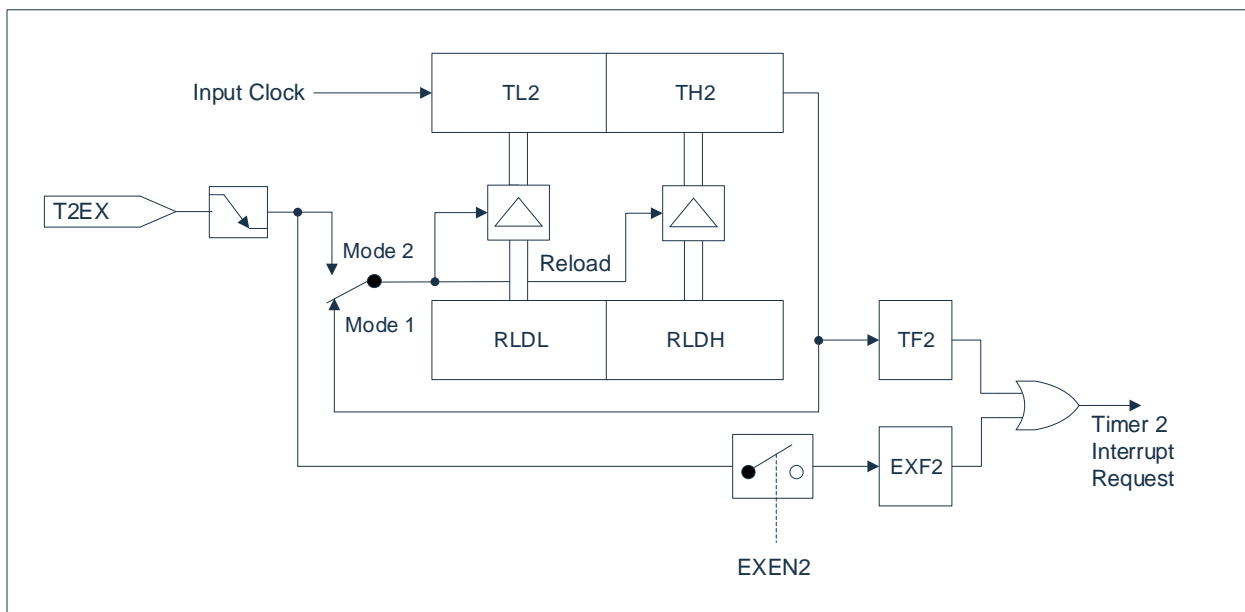 Input Clock
TL2
TH2
T2EX
Mode 2
Reload
Mode 1
RLDL
RLDH
TF2
EXF2
Timer 2
Interrupt
Request
EXEN2